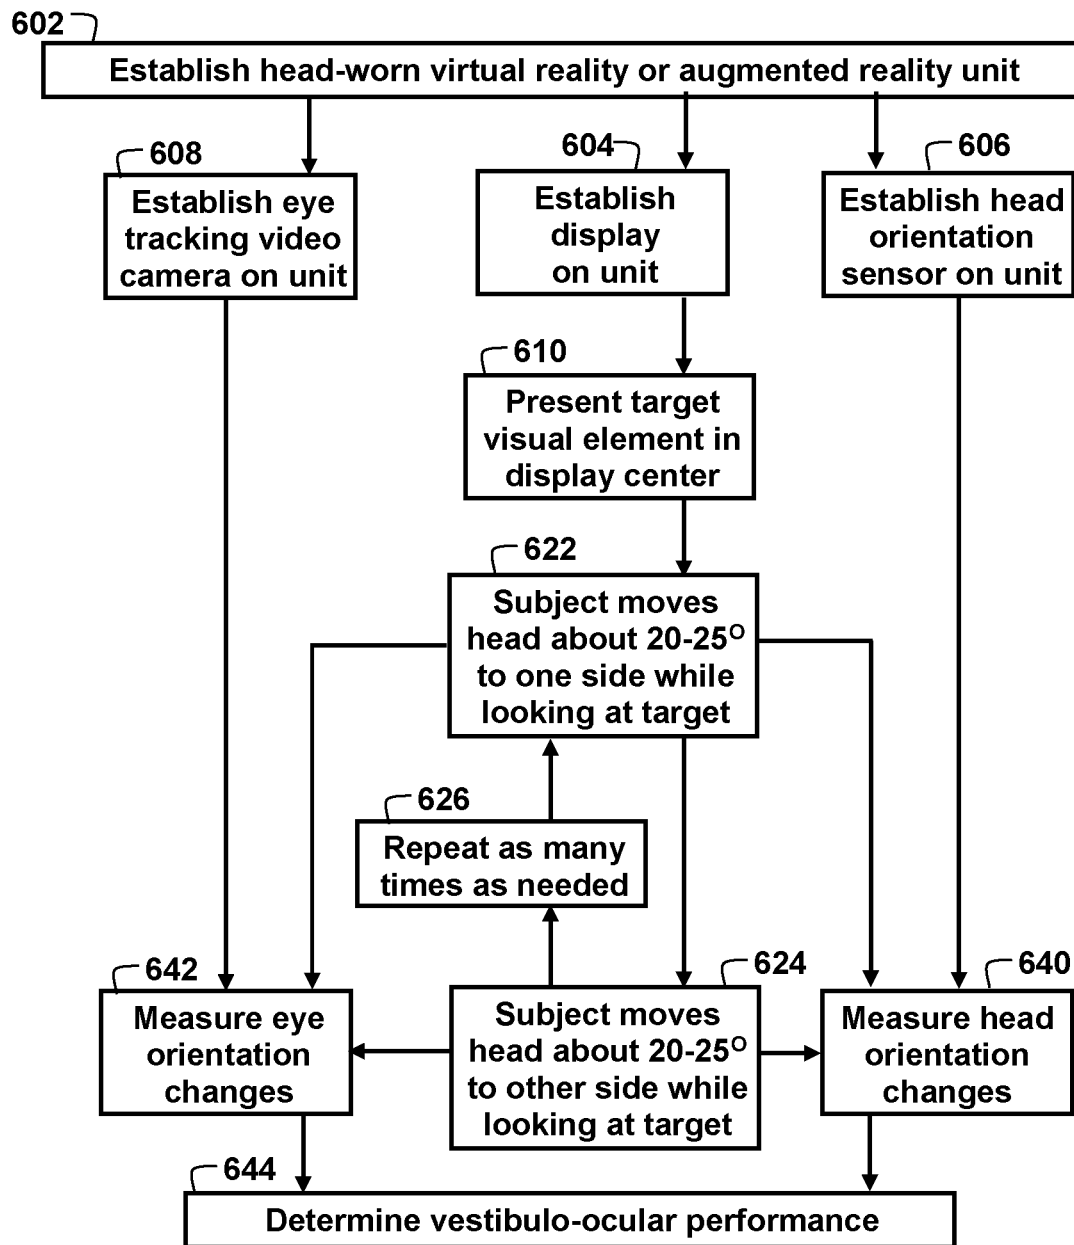 602
Establish head-worn virtual reality or augmented reality unit
608
Establish eye
tracking video
camera on unit
604
Establish
display
on unit
606
Establish head
orientation
sensor on unit
610
Present target
visual element in
display center
622
Subject moves
head about 20-25°
to one side while
looking at target
626
Repeat as many
times as needed
642
Measure eye
orientation
changes
624
Subject moves
head about 20-25°
to other side while
looking at target
640
Measure head
orientation
changes
644
Determine vestibulo-ocular performance